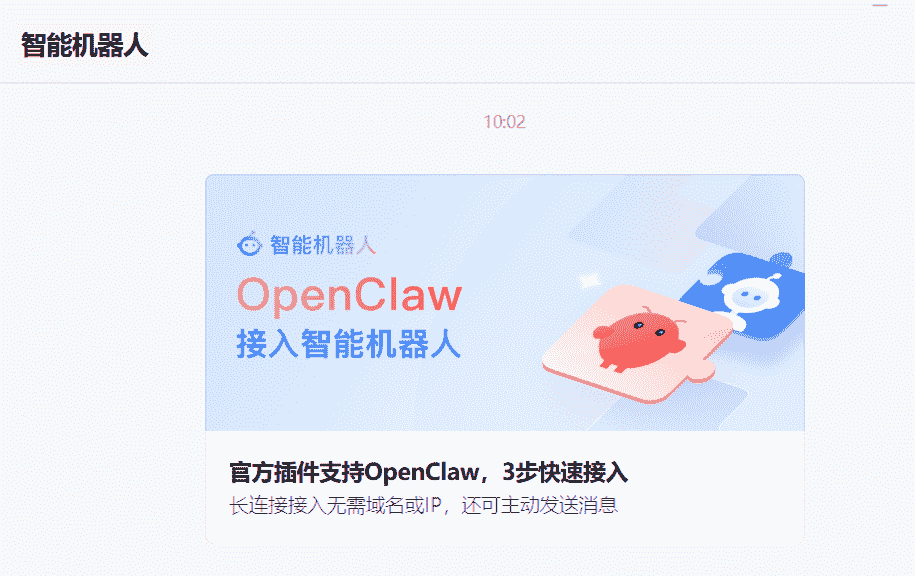 智能机器人
10:02
智能机器人
OpenClaw
接入智能机器人
官方插件支持OpenClaw，3步快速接入
长连接接入无需域名或IP，还可主动发送消息